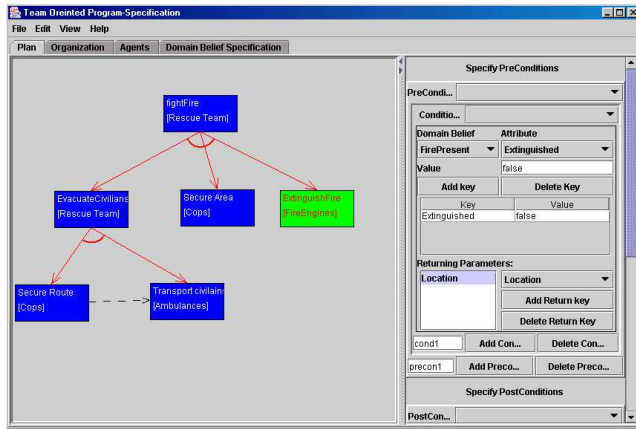 Team Oreinted Program-Specification
File Edit View Help
Plan Organization Agents Domain Belief Specification
fightFire
[Rescue Team]
EvacuateCivilians
[Rescue Team]
Secure Area
[Cops]
ExtinguishFire
[FireEngines]
Secure Route
[Cops]
Transport civilains
[Ambulances]
Specify PreConditions
PreCondi...
Conditio...
Domain Belief Attribute
FirePresent Extinguished
Value false
Add key Delete Key
Key Value
Extinguished false
Returning Parameters:
Location Location
Add Return key
Delete Return Key
cond1 Add Con... Delete Con...
precon1 Add Preco... Delete Preco...
Specify PostConditions
PostCon...